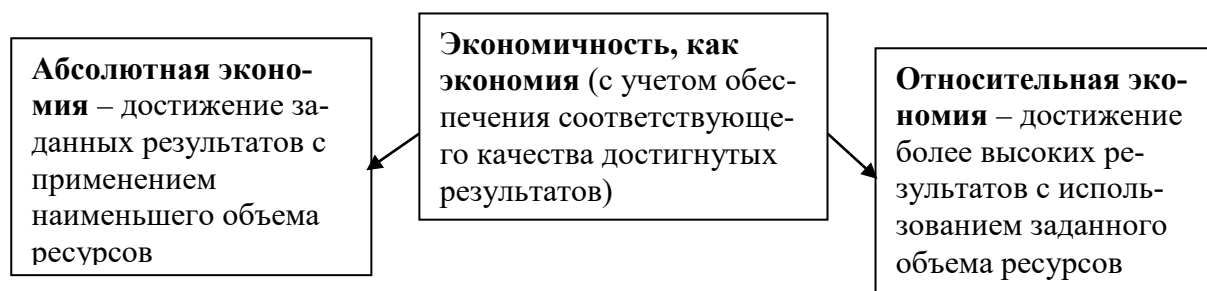 Абсолютная эконо-
мия – достижение за-
данных результатов с
применением
наименьшего объема
ресурсов
Экономичность, как
экономия (с учетом обес-
печения соответствующе-
го качества достигнутых
результатов)
Относительная эко-
номия – достижение
более высоких ре-
зультатов с исполь-
зованием заданного
объема ресурсов